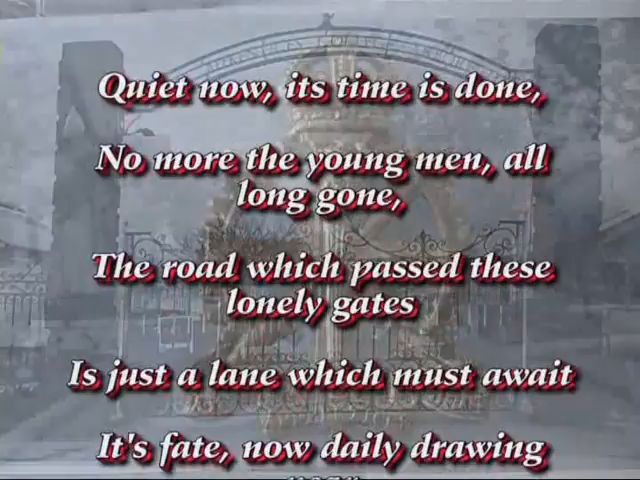 Quiet now, its time is done,
No more the young men, all
long gone,
The road which passed these
lonely gates
Is just a lane which must await
It's fate, now daily drawing